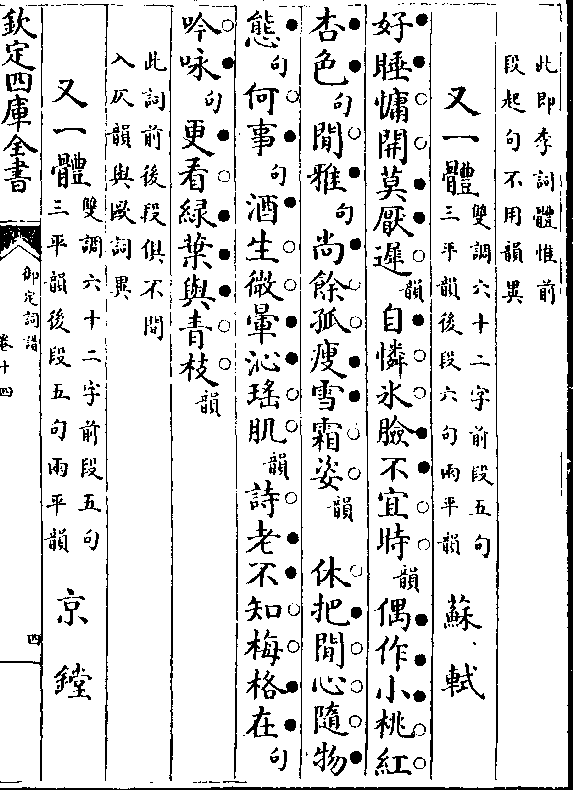 此即李詞體惟前
段起句不用韻異
又一體
雙調六十二字前段五句
三平韻後段六句兩平韻
蘇軾
好睡慵開莫厭遲韻自憐氷臉不宜時韻偶作小桃紅
杏色句閒雅句尚餘孤瘦雪霜姿韻　休把閒心隨物
態句何事句酒生微暈沁瑤肌韻詩老不知梅格在句
吟咏句更看綠葉與青枝韻
此詞前後段俱不間
入仄韻與歐詞異
又一體
雙調六十二字前段五句
三平韻後段五句兩平韻
京鏜
欽定四庫全書
御定詞譜
卷十四
四